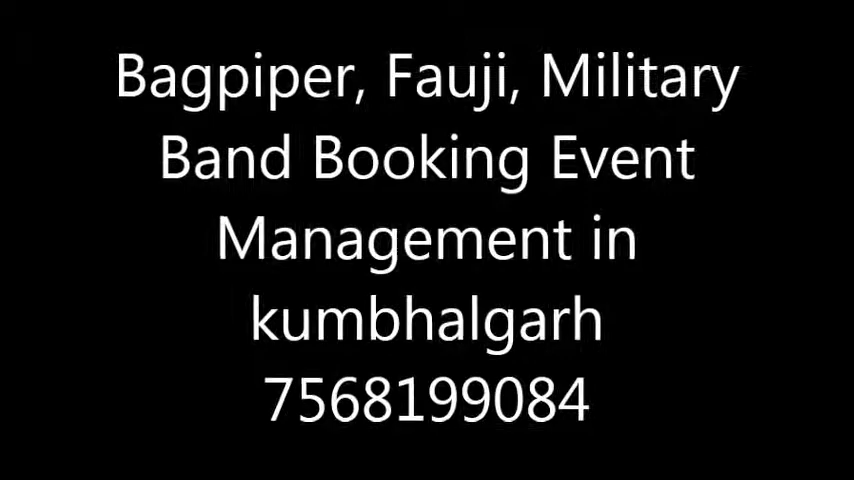 Bagpiper, Fauji, Military
Band Booking Event
Management in
kumbhalgarh
7568199084